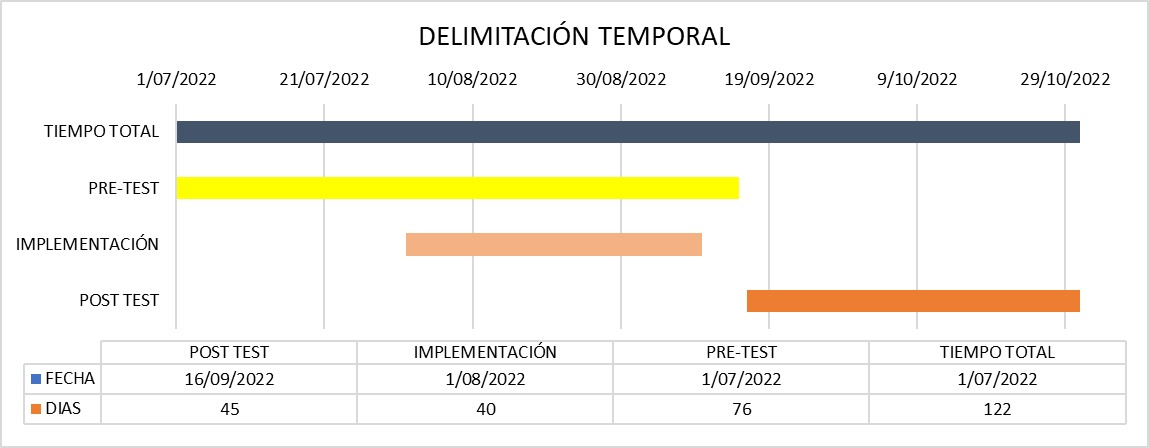 DELIMITACIÓN TEMPORAL
1/07/2022 21/07/2022 10/08/2022 30/08/2022 19/09/2022 9/10/2022 29/10/2022
TIEMPO TOTAL
PRE-TEST
IMPLEMENTACIÓN
POST TEST
POST TEST IMPLEMENTACIÓN PRE-TEST TIEMPO TOTAL
FECHA 16/09/2022 1/08/2022 1/07/2022 1/07/2022
DIAS 45 40 76 122